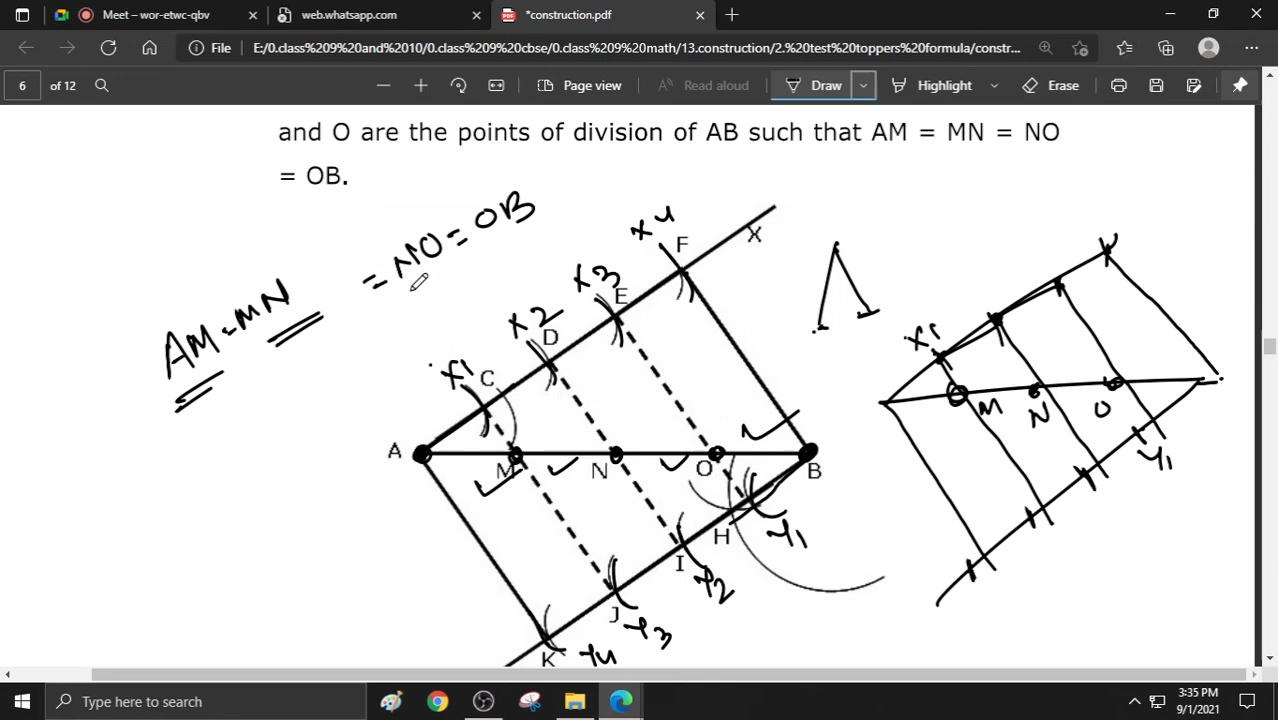 Meet – wor-etwc-qbv
web.whatsapp.com
*construction.pdf
File
E:/0.class%209%20and%2010/0.class%209%20cbse/0.class%209%20math/13.construction/2.%20test%20toppers%20formula/constr...
6 of 12
Page view
Read aloud
Draw
Highlight
Erase
and O are the points of division of AB such that AM = MN = NO
= OB.
AM = MN = NO = OB
X
X4
F
X3
E
X2
D
X1
C
A
M
N
O
B
H
Y1
I
Y2
J
Y3
K
Y4
X1
M
N
O
Y1
Type here to search
3:35 PM
9/1/2021